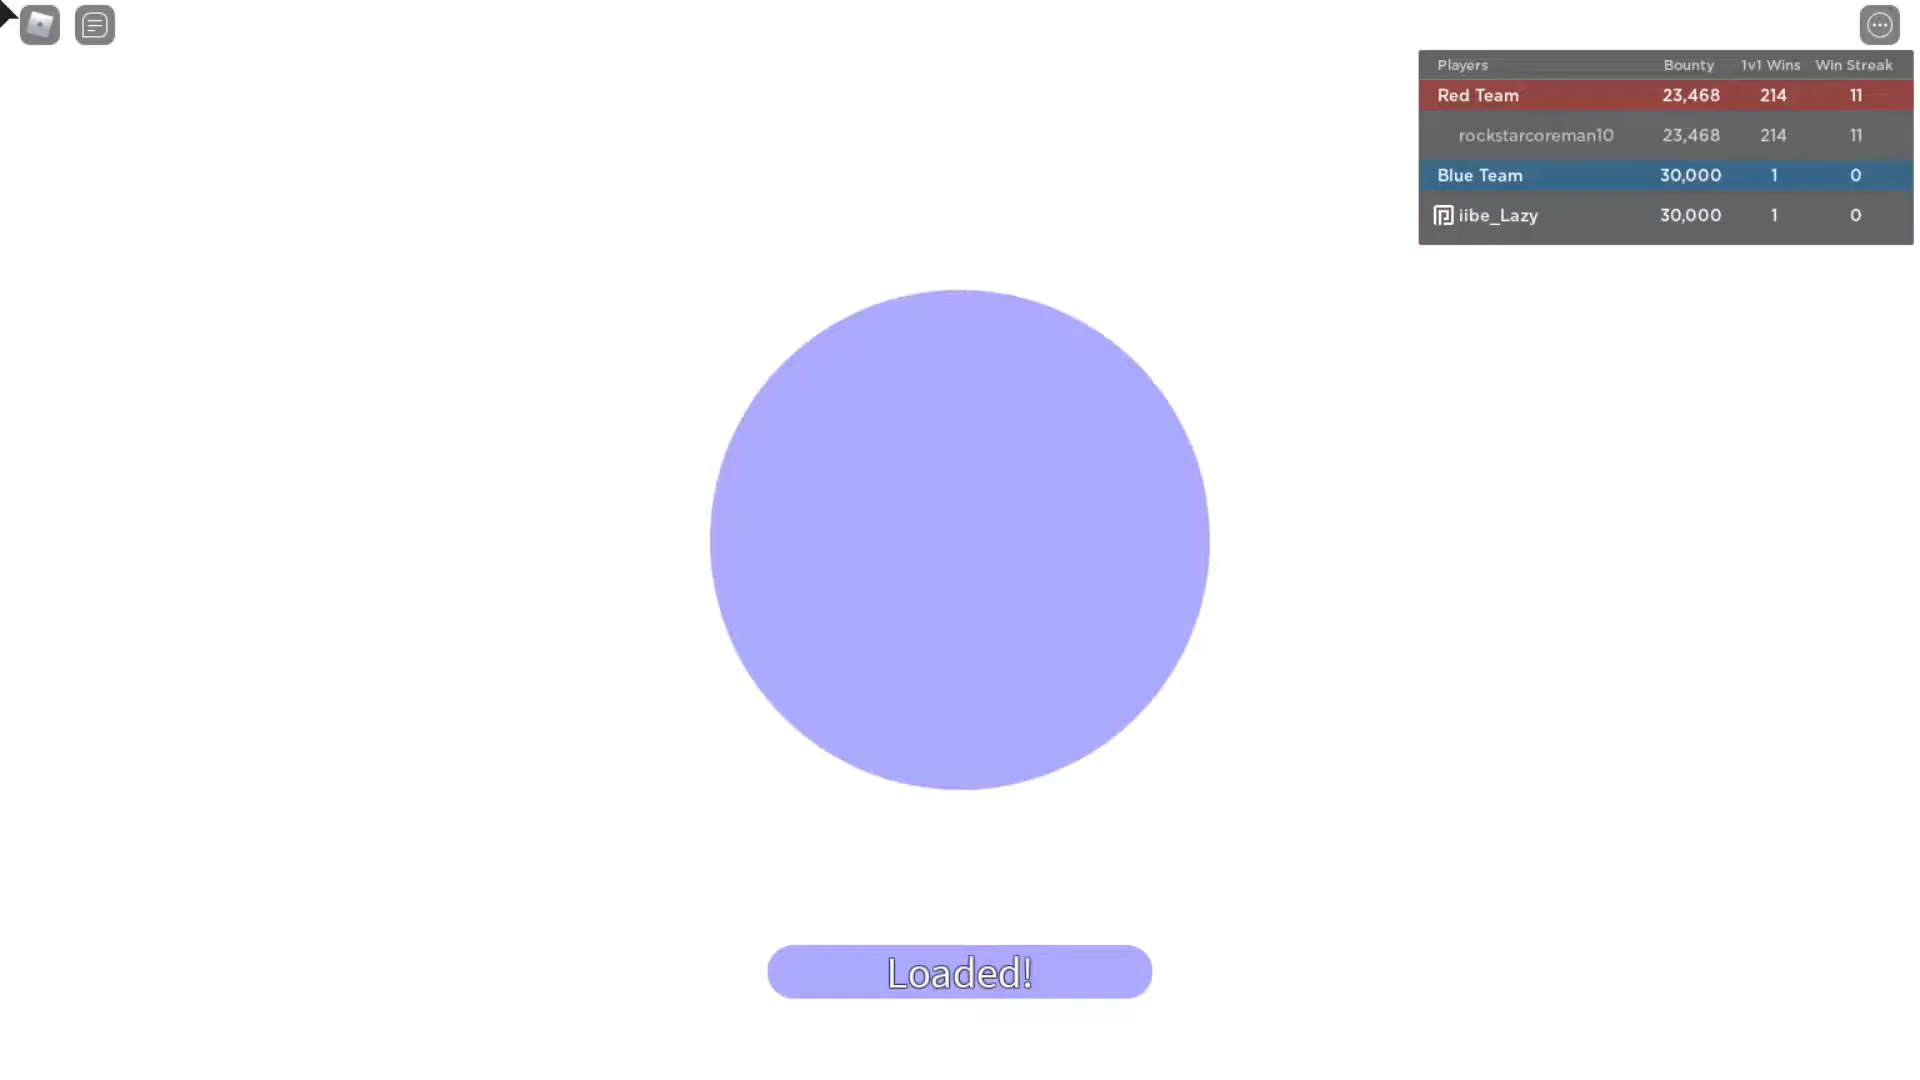 Players Bounty 1v1 Wins Win Streak
Red Team 23,468 214 11
rockstarcoreman10 23,468 214 11
Blue Team 30,000 1 0
iibe_Lazy 30,000 1 0
Loaded!